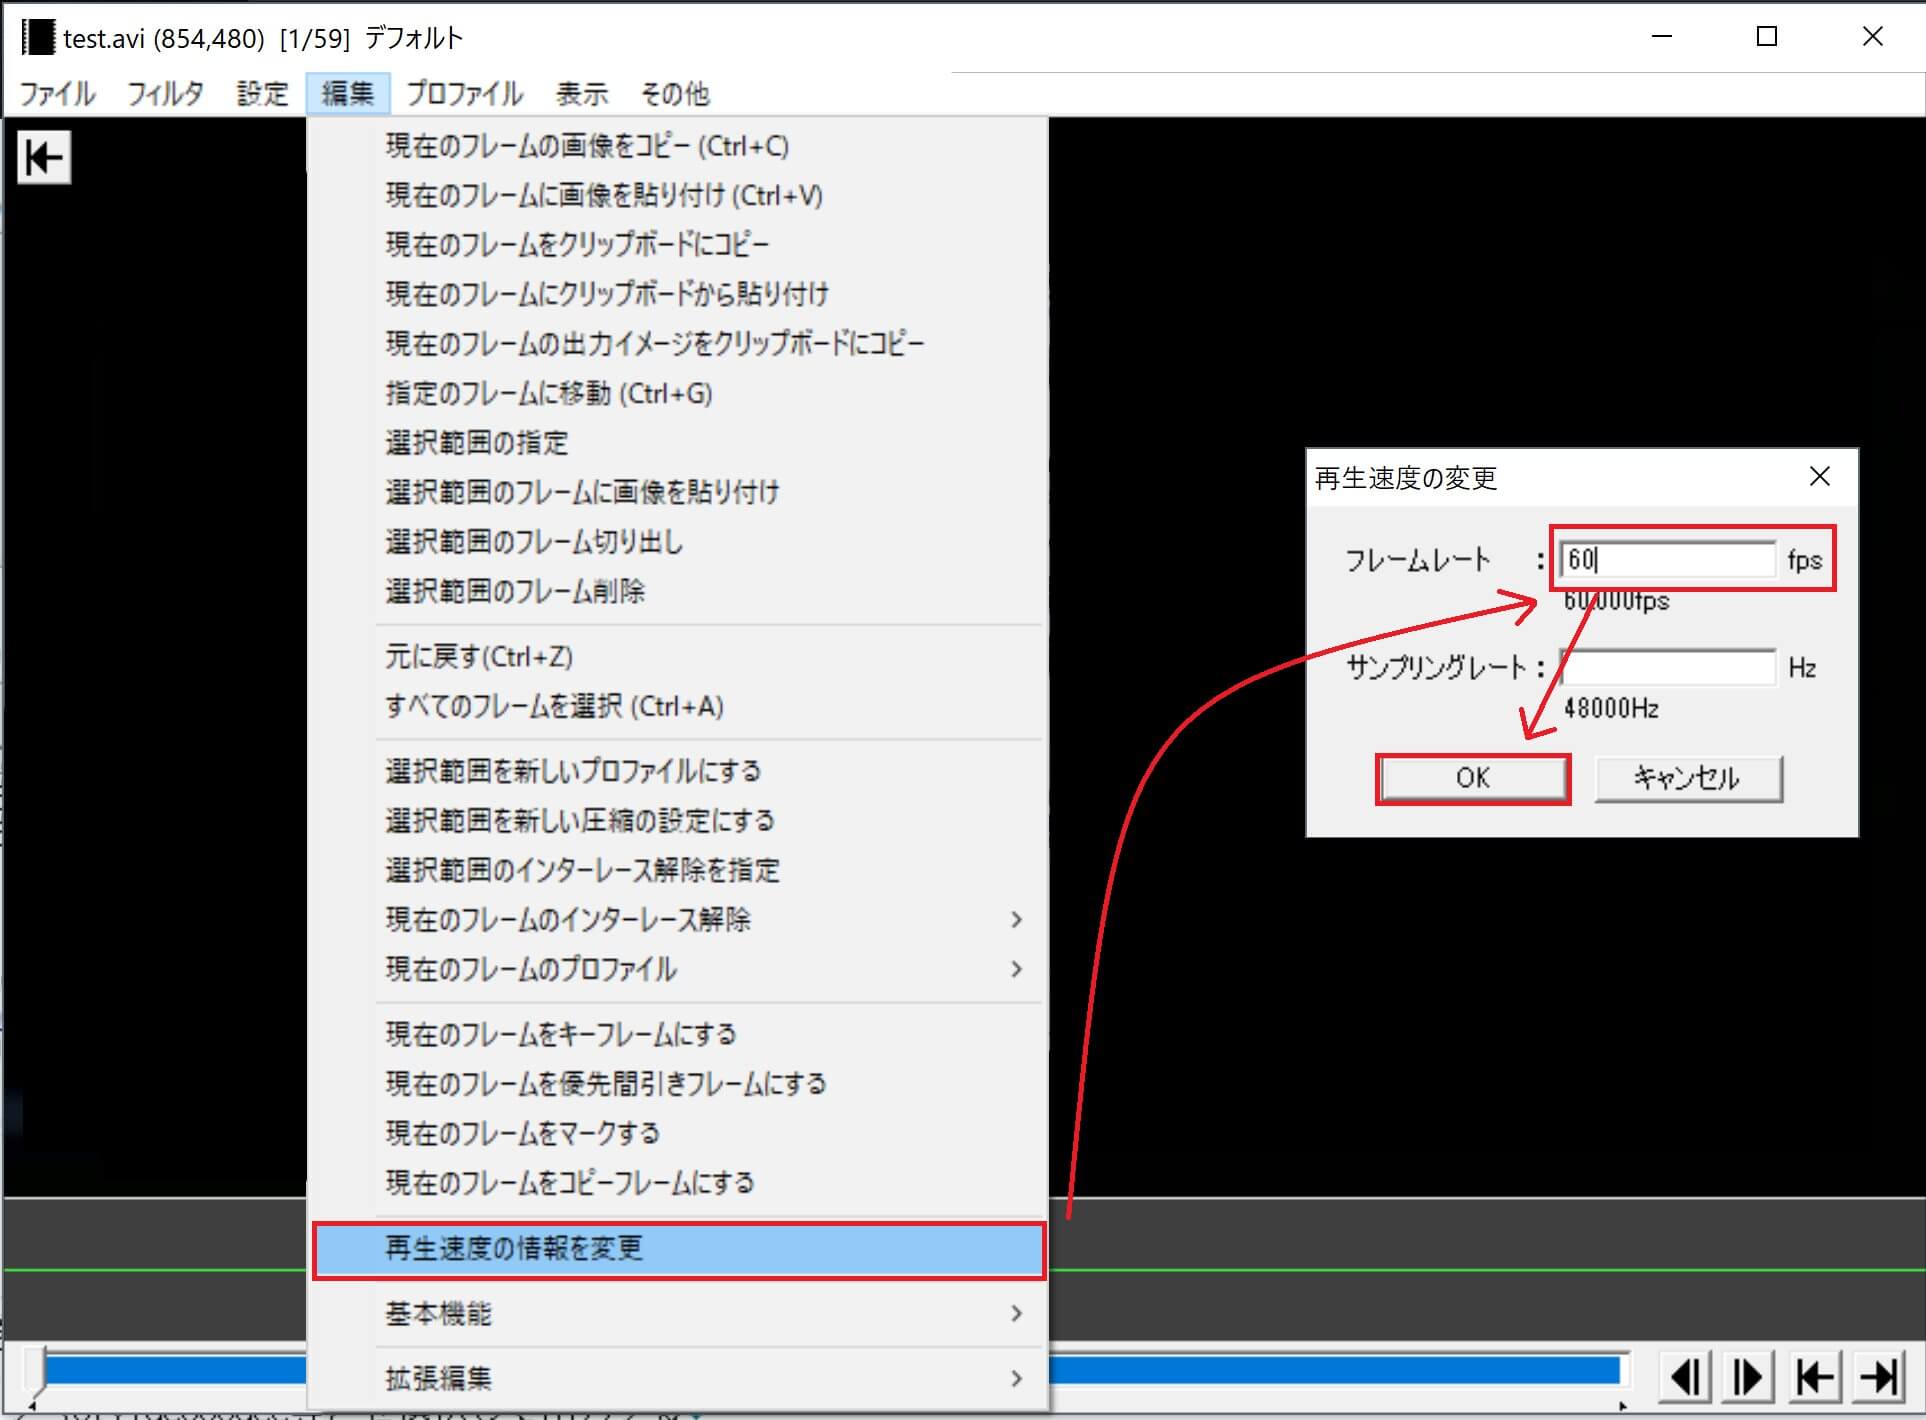 test.avi (854,480) [1/59] デフォルト
ファイル フィルタ 設定 編集 プロファイル 表示 その他
現在のフレームの画像をコピー (Ctrl+C)
現在のフレームに画像を貼り付け (Ctrl+V)
現在のフレームをクリップボードにコピー
現在のフレームにクリップボードから貼り付け
現在のフレームの出力イメージをクリップボードにコピー
指定のフレームに移動 (Ctrl+G)
選択範囲の指定
選択範囲のフレームに画像を貼り付け
選択範囲のフレーム切り出し
選択範囲のフレーム削除
元に戻す(Ctrl+Z)
すべてのフレームを選択 (Ctrl+A)
選択範囲を新しいプロファイルにする
選択範囲を新しい圧縮の設定にする
選択範囲のインターレース解除を指定
現在のフレームのインターレース解除
現在のフレームのプロファイル
現在のフレームをキーフレームにする
現在のフレームを優先間引きフレームにする
現在のフレームをマークする
現在のフレームをコピーフレームにする
再生速度の情報を変更
基本機能
拡張編集
再生速度の変更
フレームレート : 60 fps
60.000fps
サンプリングレート : Hz
48000Hz
OK キャンセル